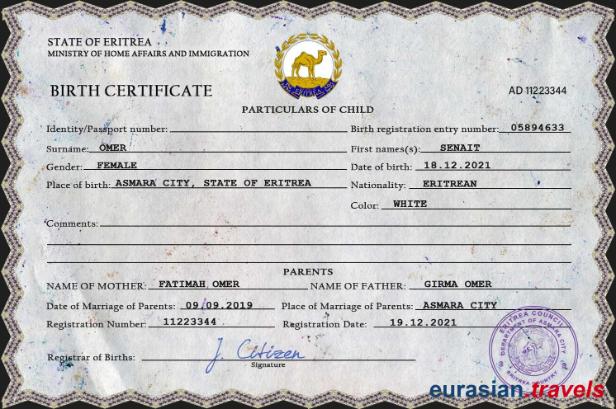 STATE OF ERITREA
MINISTRY OF HOME AFFAIRS AND IMMIGRATION
BIRTH CERTIFICATE
AD 11223344
PARTICULARS OF CHILD
Identity/Passport number:
Birth registration entry number: 05894633
Surname: OMER
First names(s): SENAIT
Gender: FEMALE
Date of birth: 18.12.2021
Place of birth: ASMARA CITY, STATE OF ERITREA
Nationality: ERITREAN
Color: WHITE
Comments:
PARENTS
NAME OF MOTHER: FATIMAH OMER
NAME OF FATHER: GIRMA OMER
Date of Marriage of Parents: 09.09.2019
Place of Marriage of Parents: ASMARA CITY
Registration Number: 11223344
Registration Date: 19.12.2021
Registrar of Births: J. Citizen
Signature
ERITREA COUNCIL
eurasian.travels